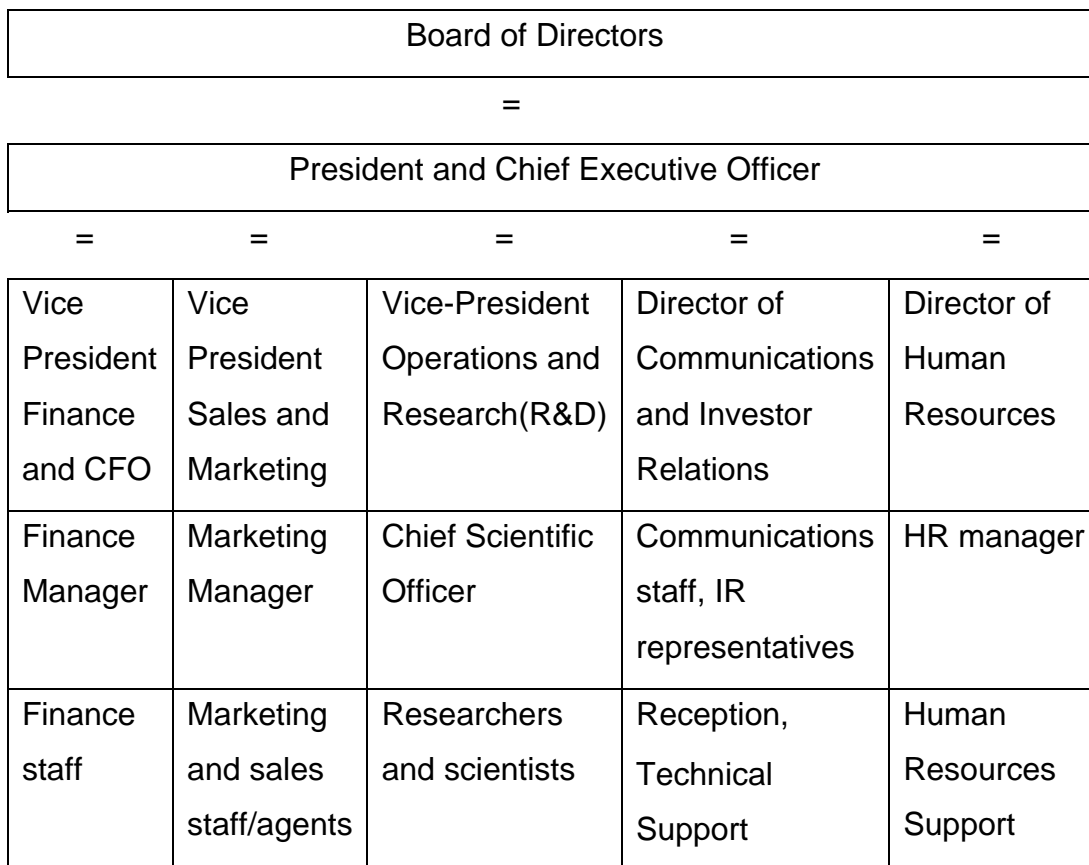 Board of Directors
=
President and Chief Executive Officer
= = = = =
Vice
President
Finance
and CFO
Vice
President
Sales and
Marketing
Vice-President
Operations and
Research(R&D)
Director of
Communications
and Investor
Relations
Director of
Human
Resources
Finance
Manager
Marketing
Manager
Chief Scientific
Officer
Communications
staff, IR
representatives
HR manager
Finance
staff
Marketing
and sales
staff/agents
Researchers
and scientists
Reception,
Technical
Support
Human
Resources
Support